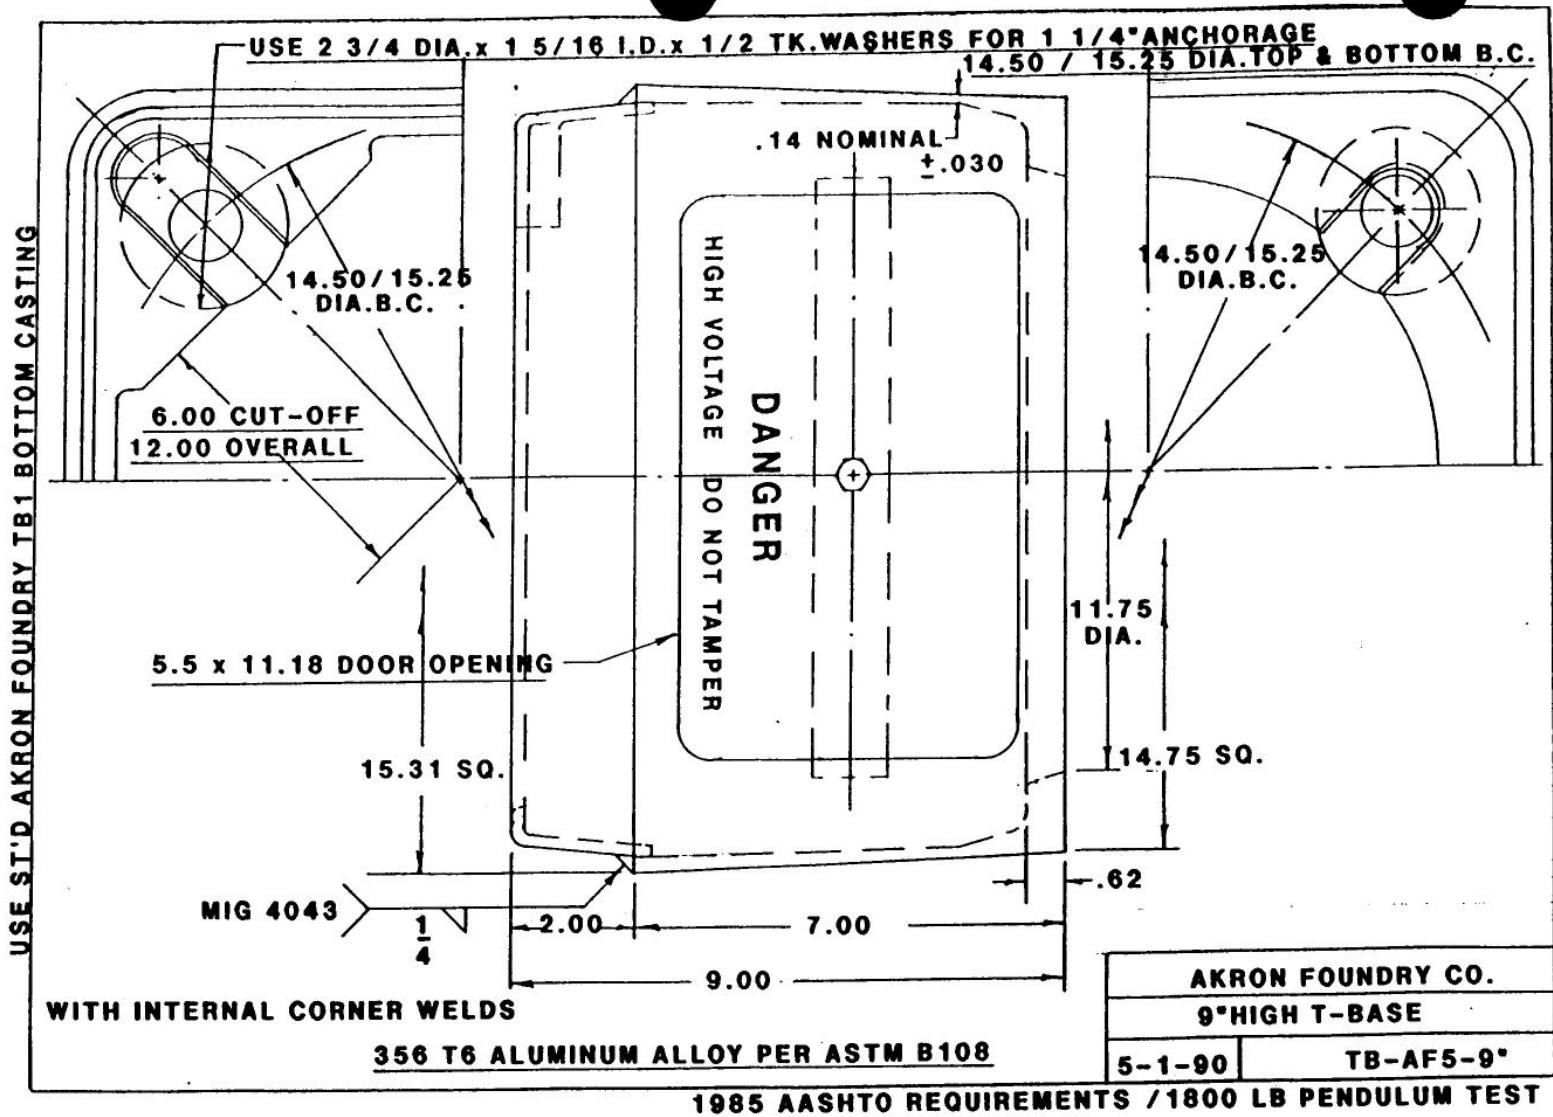 USE 2 3/4 DIA.x 1 5/16 I.D.x 1/2 TK.WASHERS FOR 1 1/4"ANCHORAGE
14.50 / 15.25 DIA.TOP & BOTTOM B.C.
.14 NOMINAL
±.030
14.50/15.25
DIA.B.C.
14.50/15.25
DIA.B.C.
6.00 CUT-OFF
12.00 OVERALL
HIGH VOLTAGE DO NOT TAMPER
DANGER
11.75
DIA.
5.5 x 11.18 DOOR OPENING
15.31 SQ.
14.75 SQ.
.62
MIG 4043
1/4
2.00
7.00
9.00
USE ST'D AKRON FOUNDRY TB1 BOTTOM CASTING
WITH INTERNAL CORNER WELDS
356 T6 ALUMINUM ALLOY PER ASTM B108
AKRON FOUNDRY CO.
9"HIGH T-BASE
5-1-90
TB-AF5-9"
1985 AASHTO REQUIREMENTS / 1800 LB PENDULUM TEST